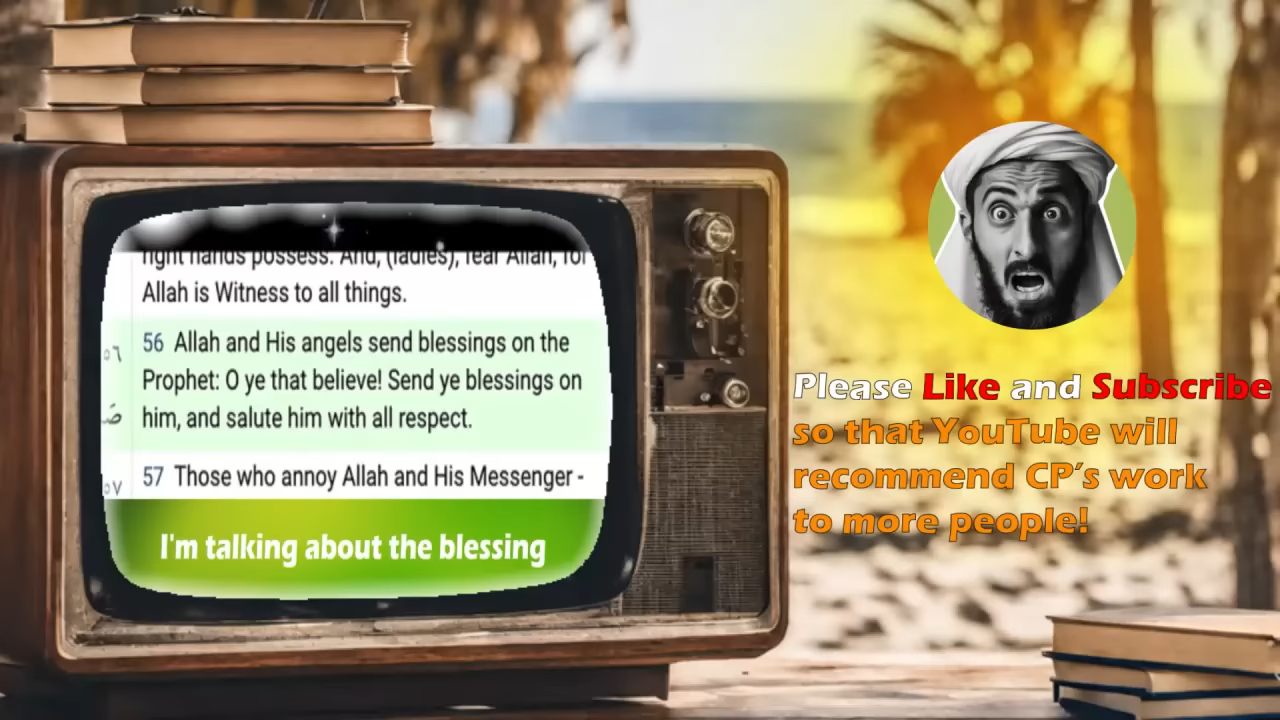 right hands possess. And, (ladies), fear Allah, for
Allah is Witness to all things.
٥٦
56 Allah and His angels send blessings on the
Prophet: O ye that believe! Send ye blessings on
him, and salute him with all respect.
٥٧
57 Those who annoy Allah and His Messenger -
I'm talking about the blessing
Please Like and Subscribe
so that YouTube will
recommend CP's work
to more people!